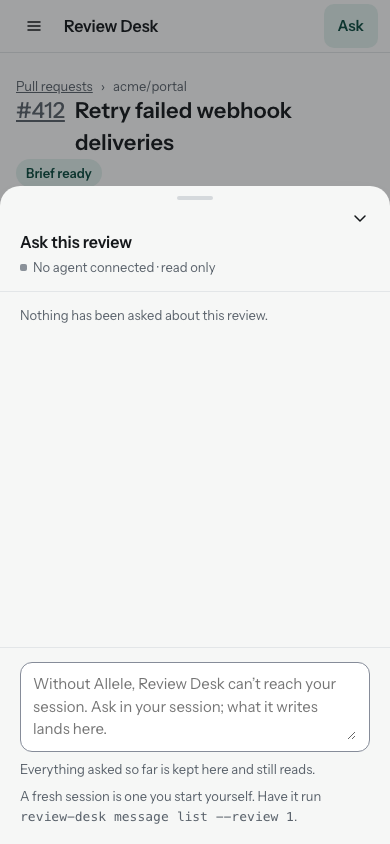 Review Desk
Ask
Pull requests › acme/portal
#412 Retry failed webhook
deliveries
Brief ready
Ask this review
No agent connected · read only
Nothing has been asked about this review.
Without Allele, Review Desk can’t reach your
session. Ask in your session; what it writes
lands here.
Everything asked so far is kept here and still reads.
A fresh session is one you start yourself. Have it run
review-desk message list --review 1.